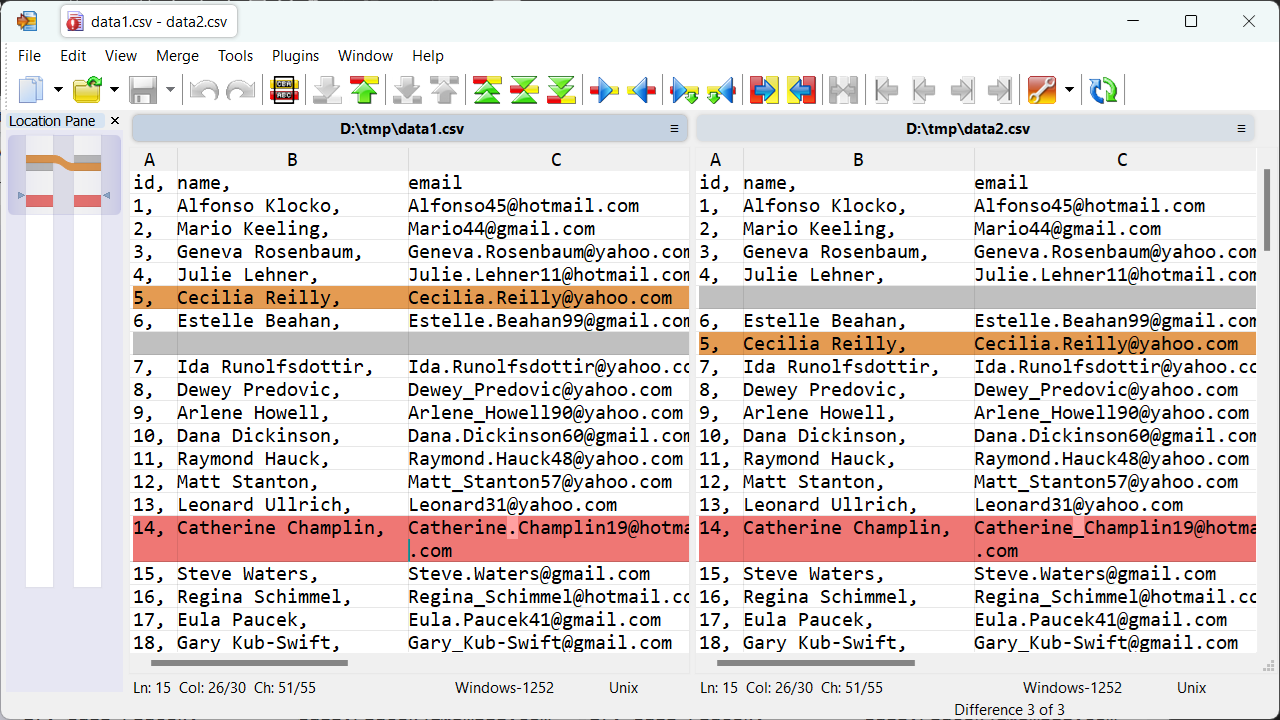 data1.csv - data2.csv
File Edit View Merge Tools Plugins Window Help
CBA
ABC
Location Pane
D:\tmp\data1.csv
A B C
id, name, email
1, Alfonso Klocko, Alfonso45@hotmail.com
2, Mario Keeling, Mario44@gmail.com
3, Geneva Rosenbaum, Geneva.Rosenbaum@yahoo.com
4, Julie Lehner, Julie.Lehner11@hotmail.com
5, Cecilia Reilly, Cecilia.Reilly@yahoo.com
6, Estelle Beahan, Estelle.Beahan99@gmail.com
7, Ida Runolfsdottir, Ida.Runolfsdottir@yahoo.cc
8, Dewey Predovic, Dewey_Predovic@yahoo.com
9, Arlene Howell, Arlene_Howell90@yahoo.com
10, Dana Dickinson, Dana.Dickinson60@gmail.com
11, Raymond Hauck, Raymond.Hauck48@yahoo.com
12, Matt Stanton, Matt_Stanton57@yahoo.com
13, Leonard Ullrich, Leonard31@yahoo.com
14, Catherine Champlin, Catherine.Champlin19@hotma
.com
15, Steve Waters, Steve.Waters@gmail.com
16, Regina Schimmel, Regina_Schimmel@hotmail.cc
17, Eula Paucek, Eula.Paucek41@gmail.com
18, Gary Kub-Swift, Gary_Kub-Swift@gmail.com
Ln: 15 Col: 26/30 Ch: 51/55 Windows-1252 Unix
D:\tmp\data2.csv
A B C
id, name, email
1, Alfonso Klocko, Alfonso45@hotmail.com
2, Mario Keeling, Mario44@gmail.com
3, Geneva Rosenbaum, Geneva.Rosenbaum@yahoo.com
4, Julie Lehner, Julie.Lehner11@hotmail.com
6, Estelle Beahan, Estelle.Beahan99@gmail.com
5, Cecilia Reilly, Cecilia.Reilly@yahoo.com
7, Ida Runolfsdottir, Ida.Runolfsdottir@yahoo.cc
8, Dewey Predovic, Dewey_Predovic@yahoo.com
9, Arlene Howell, Arlene_Howell90@yahoo.com
10, Dana Dickinson, Dana.Dickinson60@gmail.com
11, Raymond Hauck, Raymond.Hauck48@yahoo.com
12, Matt Stanton, Matt_Stanton57@yahoo.com
13, Leonard Ullrich, Leonard31@yahoo.com
14, Catherine Champlin, Catherine_Champlin19@hotma
.com
15, Steve Waters, Steve.Waters@gmail.com
16, Regina Schimmel, Regina_Schimmel@hotmail.cc
17, Eula Paucek, Eula.Paucek41@gmail.com
18, Gary Kub-Swift, Gary_Kub-Swift@gmail.com
Ln: 15 Col: 26/30 Ch: 51/55 Windows-1252 Unix
Difference 3 of 3